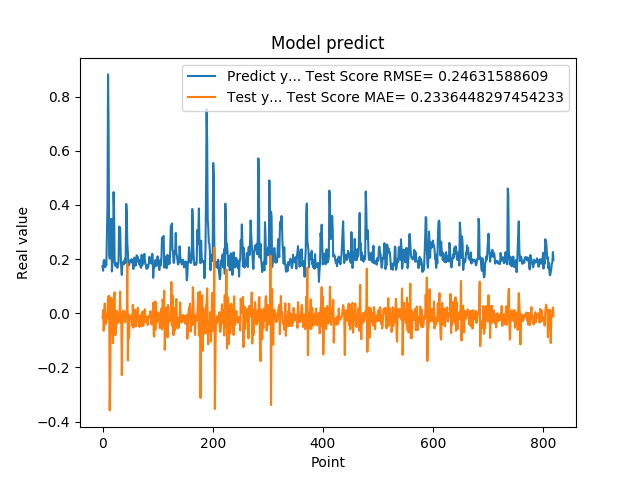 Model predict
Predict y... Test Score RMSE= 0.24631588609
Test y... Test Score MAE= 0.2336448297454233
Real value
0.8
0.6
0.4
0.2
0.0
−0.2
−0.4
0 200 400 600 800
Point